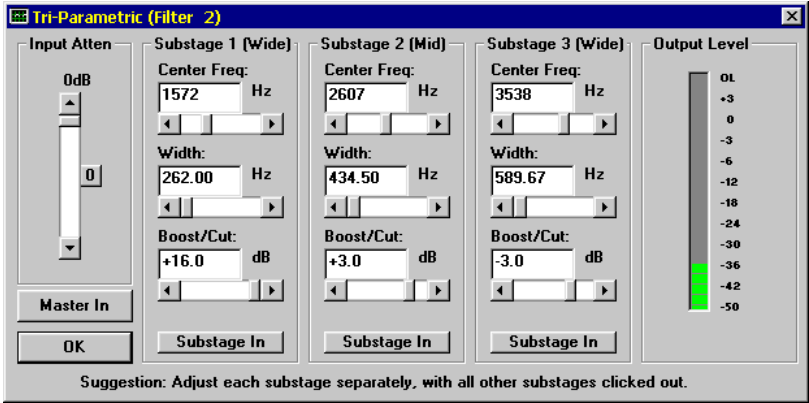 Tri-Parametric (Filter 2)
Input Atten
0dB
0
Master In
OK
Substage 1 (Wide)
Center Freq:
1572 Hz
Width:
262.00 Hz
Boost/Cut:
+16.0 dB
Substage In
Substage 2 (Mid)
Center Freq:
2607 Hz
Width:
434.50 Hz
Boost/Cut:
+3.0 dB
Substage In
Substage 3 (Wide)
Center Freq:
3538 Hz
Width:
589.67 Hz
Boost/Cut:
-3.0 dB
Substage In
Output Level
OL
+3
0
-3
-6
-12
-18
-24
-30
-36
-42
-50
Suggestion: Adjust each substage separately, with all other substages clicked out.